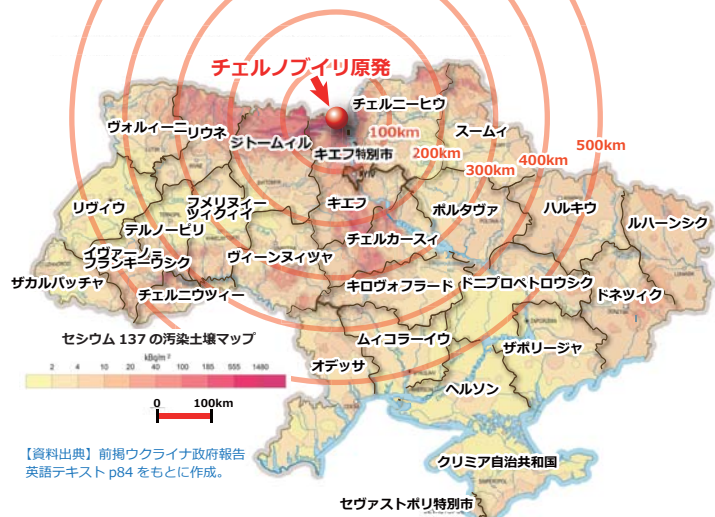 チェルノブイリ原発
チェルニーヒウ
ヴォルィーニ
リウネ
ジトームィル
キエフ特別市
スームィ
100km
200km
300km
400km
500km
リヴィウ
フメリヌィー
ツィクィイ
テルノービリ
キエフ
ポルタヴァ
ハルキウ
ルハーンシク
イヴァーノ=
フランキーウシク
ヴィーンヌィツャ
チェルカースィ
ザカルパッチャ
チェルニウツィー
キロヴォフラード
ドニプロペトロウシク
ドネツィク
セシウム 137 の汚染土壌マップ
kBq/m²
2 4 10 20 40 100 185 555 1480
オデッサ
ムィコラーイウ
ザポリージャ
ヘルソン
0 100km
【資料出典】前掲ウクライナ政府報告
英語テキスト p84 をもとに作成。
クリミア自治共和国
セヴァストポリ特別市